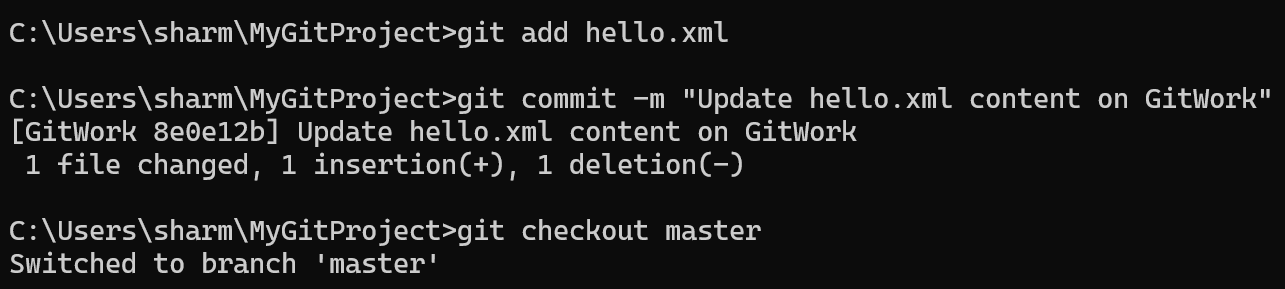 C:\Users\sharm\MyGitProject>git add hello.xml
C:\Users\sharm\MyGitProject>git commit -m "Update hello.xml content on GitWork"
[GitWork 8e0e12b] Update hello.xml content on GitWork
 1 file changed, 1 insertion(+), 1 deletion(-)
C:\Users\sharm\MyGitProject>git checkout master
Switched to branch 'master'